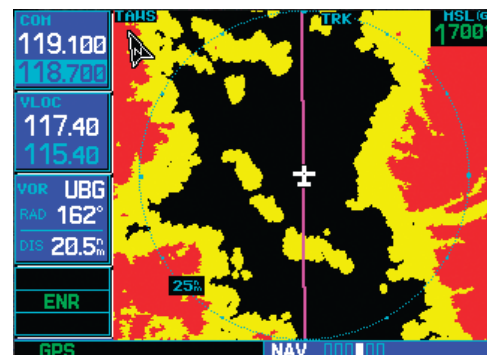 COM
119.100
118.700
VLOC
117.40
115.40
VOR UBG
RAD 162°
DIS 20.5nm
ENR
GPS
TAWS
N
TRK
MSL(G
1700
25nm
NAV